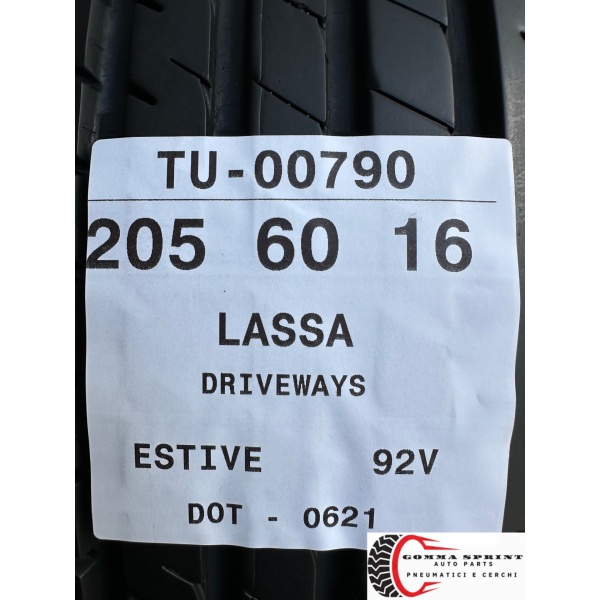 TU-00790
205 60 16
LASSA
DRIVEWAYS
ESTIVE 92V
DOT - 0621
GOMMA SPRINT
AUTO PARTS
PNEUMATICI E CERCHI